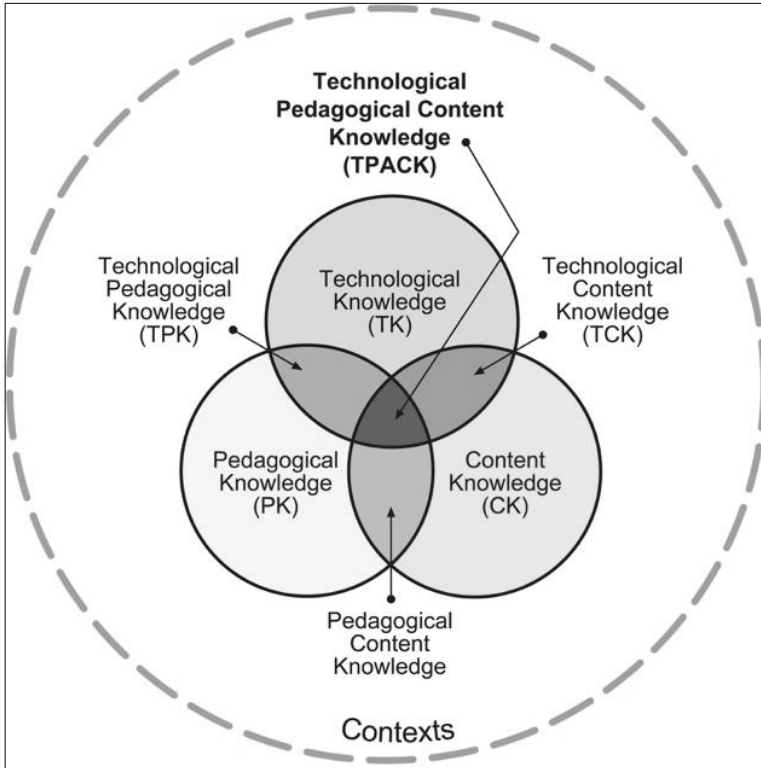 Technological
Pedagogical Content
Knowledge
(TPACK)
Technological
Pedagogical
Knowledge
(TPK)
Technological
Knowledge
(TK)
Technological
Content
Knowledge
(TCK)
Pedagogical
Knowledge
(PK)
Content
Knowledge
(CK)
Pedagogical
Content
Knowledge
Contexts